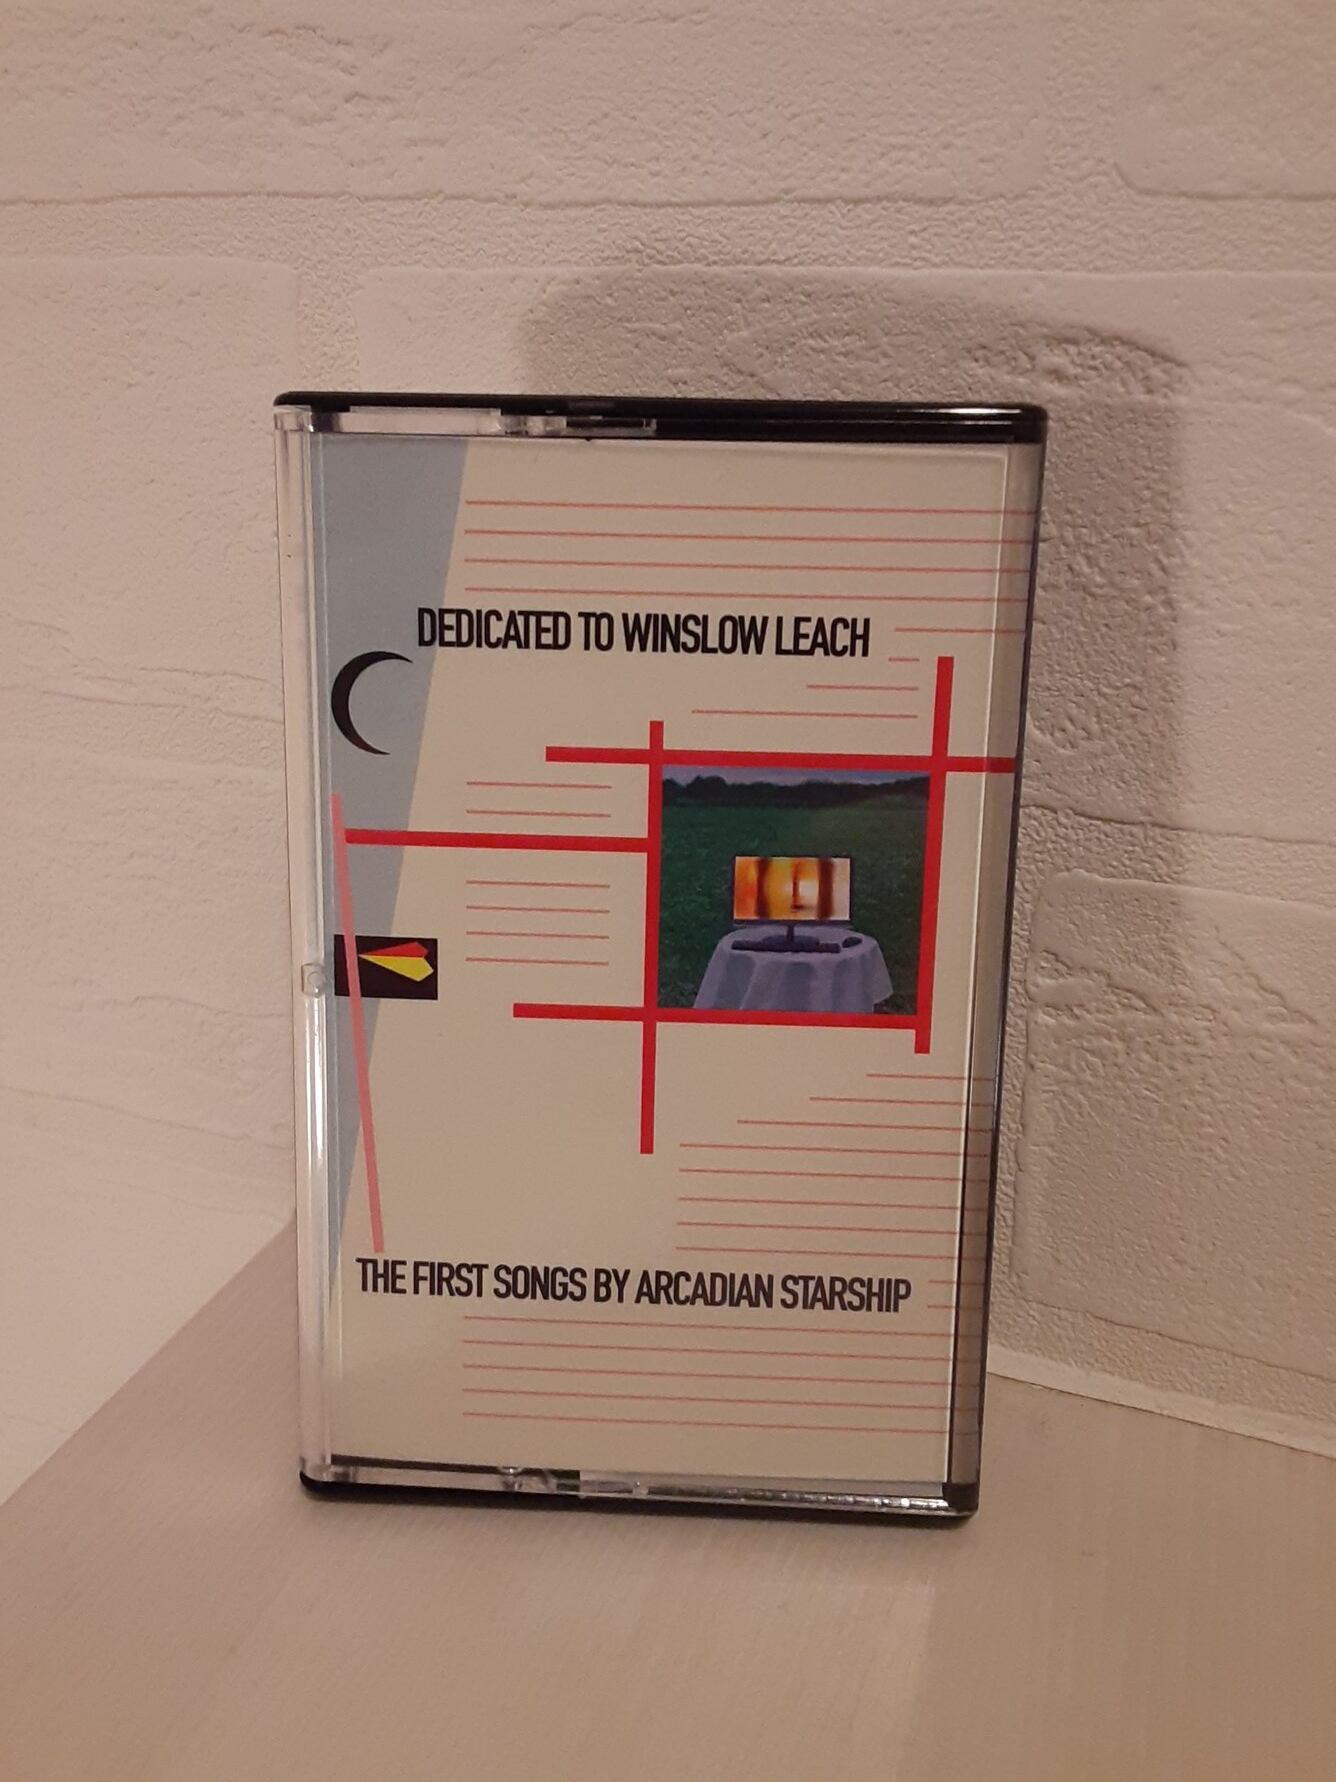 DEDICATED TO WINSLOW LEACH
THE FIRST SONGS BY ARCADIAN STARSHIP